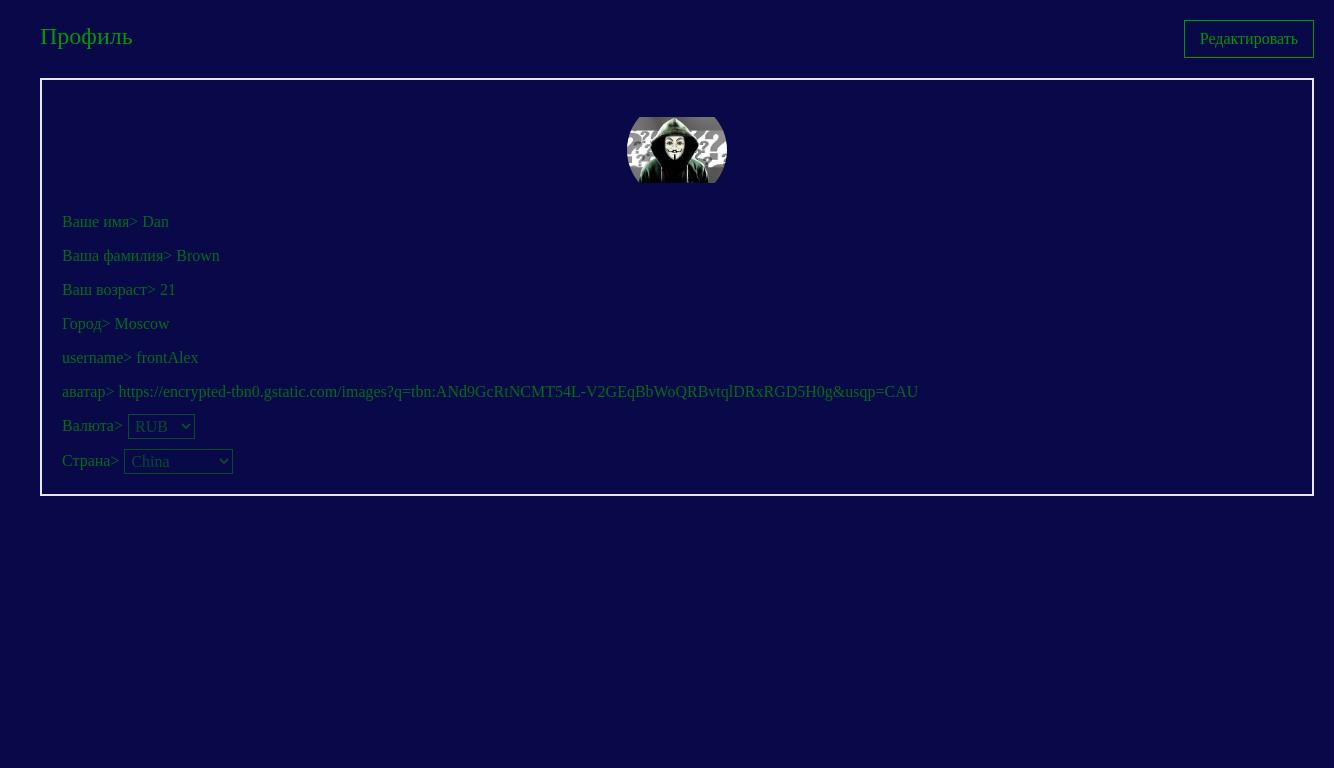 Профиль
Редактировать
Ваше имя> Dan
Ваша фамилия> Brown
Ваш возраст> 21
Город> Moscow
username> frontAlex
аватар> https://encrypted-tbn0.gstatic.com/images?q=tbn:ANd9GcRtNCMT54L-V2GEqBbWoQRBvtqlDRxRGD5H0g&usqp=CAU
Валюта> RUB
Страна> China